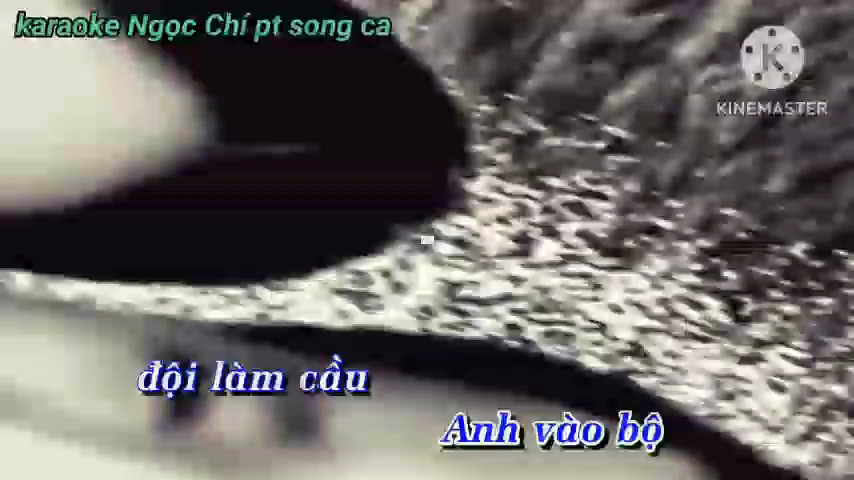 karaoke Ngọc Chí pt song ca
KINEMASTER
đội làm cầu
Anh vào bộ